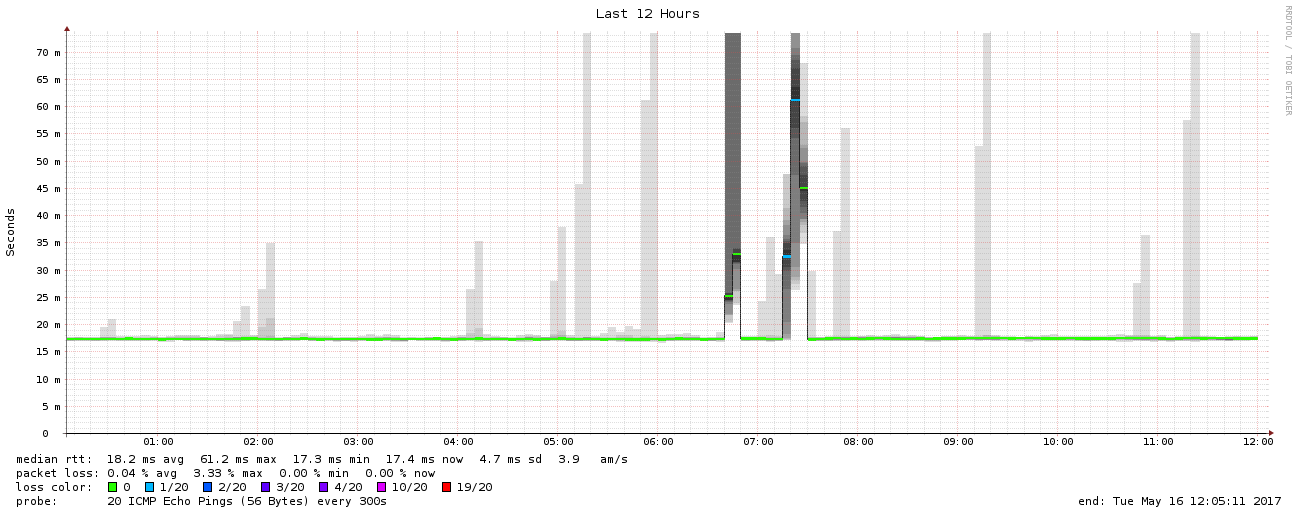 Last 12 Hours
RRDTOOL / TOBI OETIKER
Seconds
70 m
65 m
60 m
55 m
50 m
45 m
40 m
35 m
30 m
25 m
20 m
15 m
10 m
5 m
0
01:00 02:00 03:00 04:00 05:00 06:00 07:00 08:00 09:00 10:00 11:00 12:00
median rtt: 18.2 ms avg 61.2 ms max 17.3 ms min 17.4 ms now 4.7 ms sd 3.9 am/s
packet loss: 0.04 % avg 3.33 % max 0.00 % min 0.00 % now
loss color: 0 1/20 2/20 3/20 4/20 10/20 19/20
probe: 20 ICMP Echo Pings (56 Bytes) every 300s end: Tue May 16 12:05:11 2017